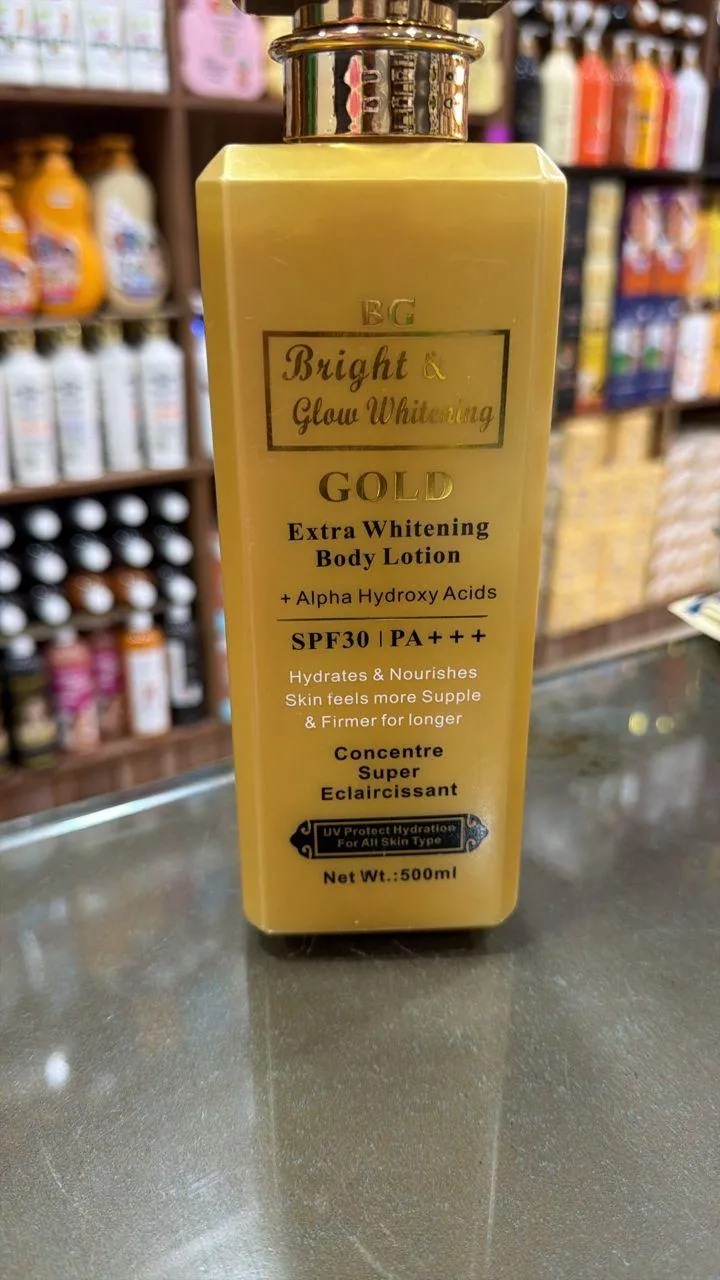 BG
Bright &
Glow Whitening
GOLD
Extra Whitening
Body Lotion
+ Alpha Hydroxy Acids
SPF30 | PA+++
Hydrates & Nourishes
Skin feels more Supple
& Firmer for longer
Concentre
Super
Eclaircissant
UV Protect Hydration
For All Skin Type
Net Wt.:500ml